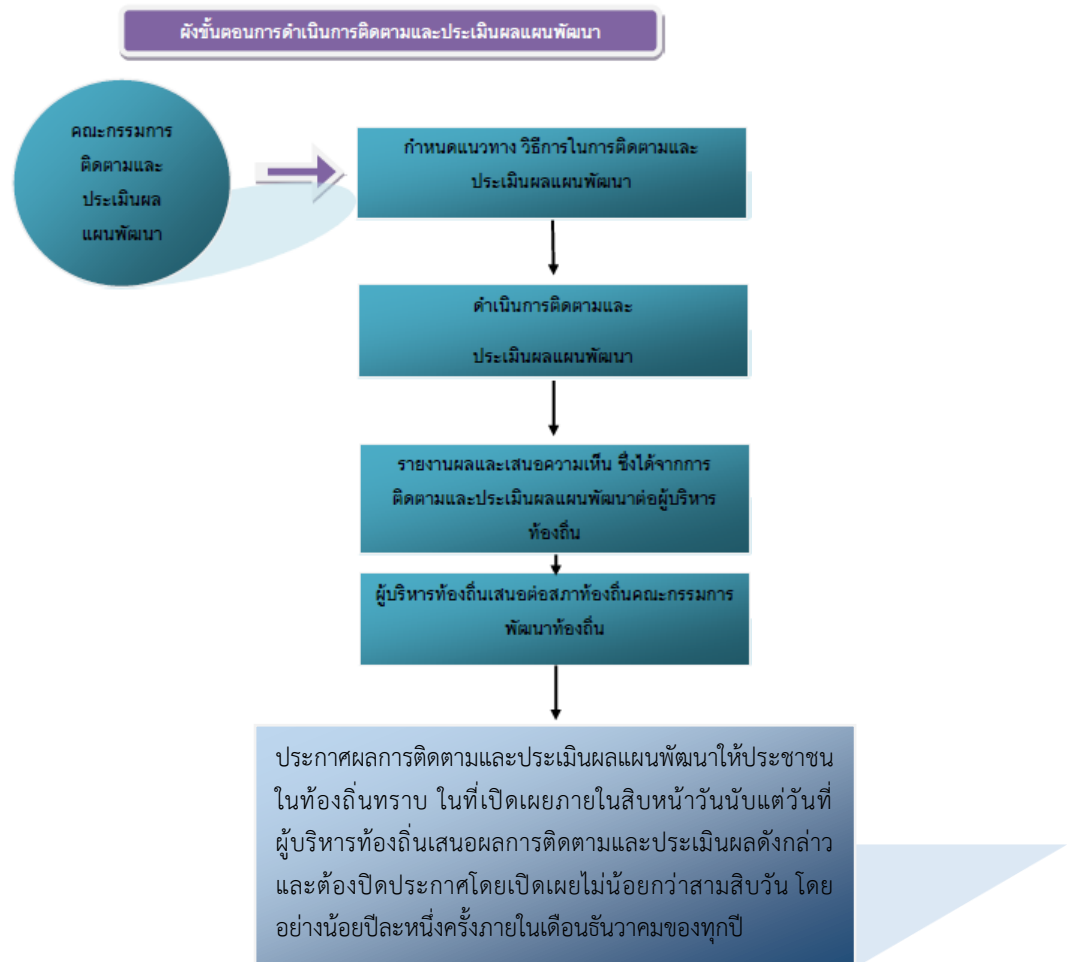 ผังขั้นตอนการดำเนินการติดตามและประเมินผลแผนพัฒนา
คณะกรรมการ
ติดตามและ
ประเมินผล
แผนพัฒนา
กำหนดแนวทาง วิธีการในการติดตามและ
ประเมินผลแผนพัฒนา
ดำเนินการติดตามและ
ประเมินผลแผนพัฒนา
รายงานผลและเสนอความเห็น ซึ่งได้จากการ
ติดตามและประเมินผลแผนพัฒนาต่อผู้บริหาร
ท้องถิ่น
ผู้บริหารท้องถิ่นเสนอต่อสภาท้องถิ่นคณะกรรมการ
พัฒนาท้องถิ่น
ประกาศผลการติดตามและประเมินผลแผนพัฒนาให้ประชาชน
ในท้องถิ่นทราบ ในที่เปิดเผยภายในสิบหน้าวันนับแต่วันที่
ผู้บริหารท้องถิ่นเสนอผลการติดตามและประเมินผลดังกล่าว
และต้องปิดประกาศโดยเปิดเผยไม่น้อยกว่าสามสิบวัน โดย
อย่างน้อยปีละหนึ่งครั้งภายในเดือนธันวาคมของทุกปี